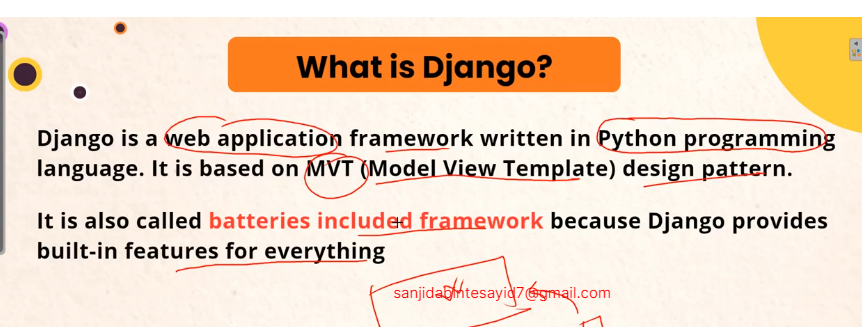 What is Django?
Django is a web application framework written in Python programming
language. It is based on MVT (Model View Template) design pattern.
It is also called batteries included framework because Django provides
built-in features for everything
sanjidabintesayid7@gmail.com